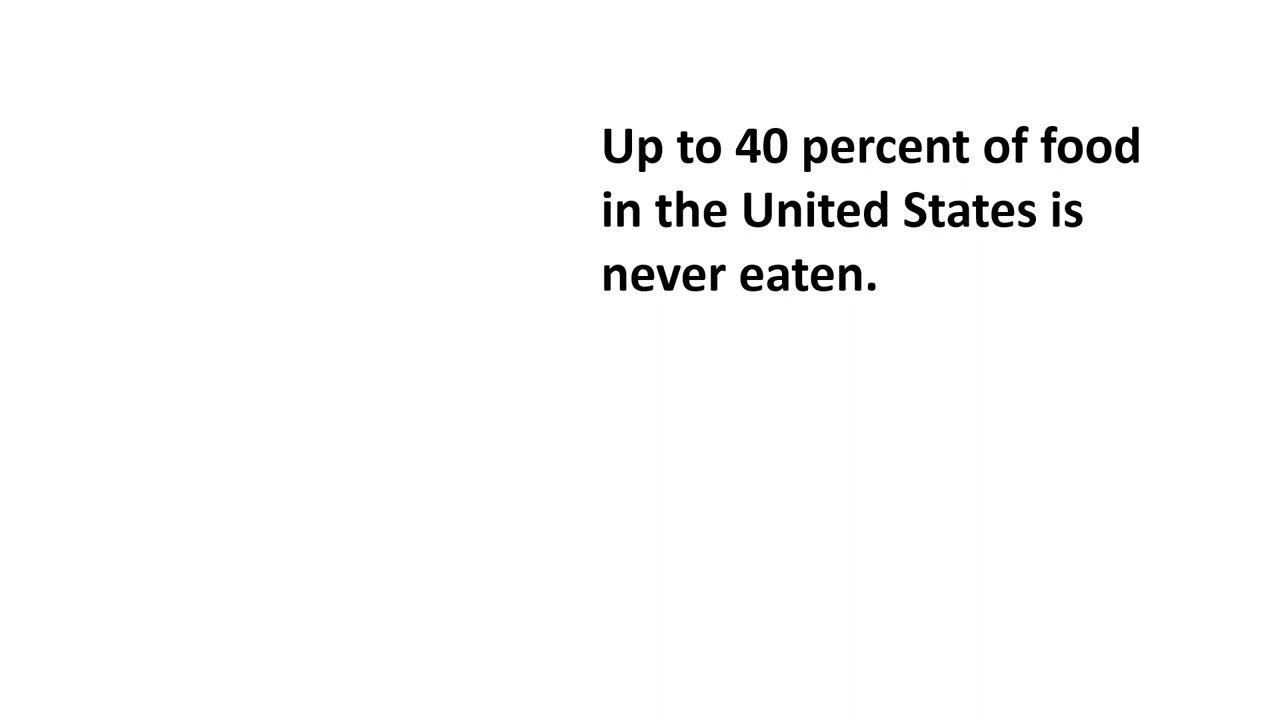 Up to 40 percent of food
in the United States is
never eaten.